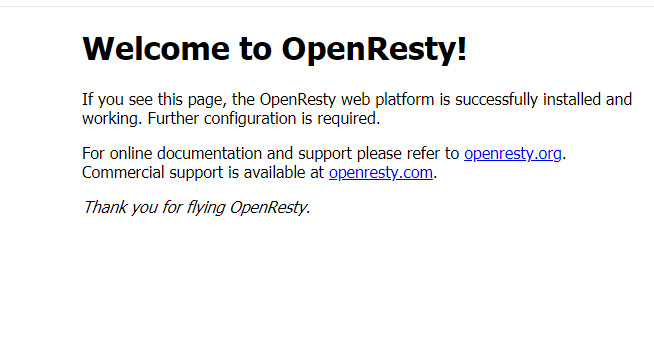 Welcome to OpenResty!
If you see this page, the OpenResty web platform is successfully installed and
working. Further configuration is required.
For online documentation and support please refer to openresty.org.
Commercial support is available at openresty.com.
Thank you for flying OpenResty.